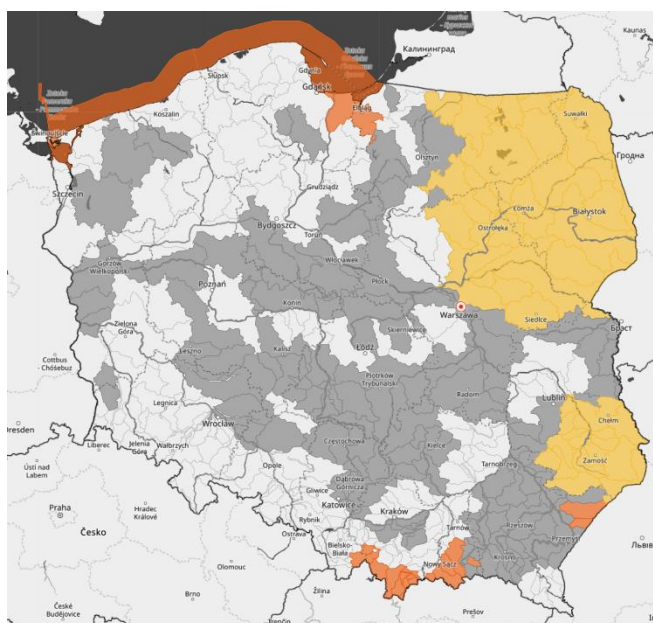 Kaunas
Калининград
Gdynia
Gdańsk
Słupsk
Koszalin
Elbląg
Suwałki
Świnoujście
Olsztyn
Гродна
Szczecin
Grudziądz
Łomża
Białystok
Bydgoszcz
Ostrołęka
Toruń
Gorzów
Wielkopolski
Włocławek
Poznań
Płock
Warszawa
Konin
Siedlce
Брэст
Zielona
Góra
Skierniewice
Łódź
Cottbus
- Chóśebuz
Leszno
Kalisz
Piotrków
Trybunalski
Radom
Lublin
Legnica
Chełm
Dresden
Wrocław
Częstochowa
Kielce
Zamość
Liberec
Jelenia
Góra
Wałbrzych
Opole
Tarnobrzeg
Ústí nad
Labem
Dąbrowa
Górnicza
Gliwice
Katowice
Praha
Hradec
Králové
Kraków
Rybnik
Tarnów
Rzeszów
Przemyśl
Львів
Česko
Ostrava
Bielsko-
Biała
Nowy Sącz
Krosno
Olomouc
Žilina
Brno
Prešov
České
Budějovice
Trenčín